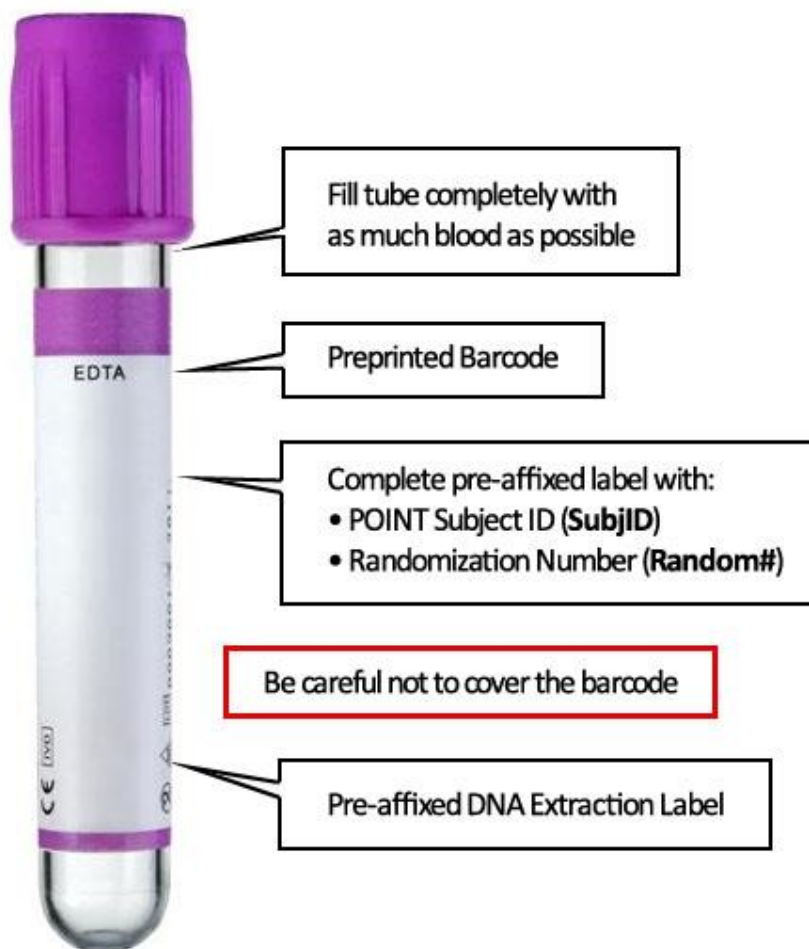 Fill tube completely with
as much blood as possible
Preprinted Barcode
EDTA
Complete pre-affixed label with:
• POINT Subject ID (SubjID)
• Randomization Number (Random#)
Be careful not to cover the barcode
IVD
CE
Pre-affixed DNA Extraction Label